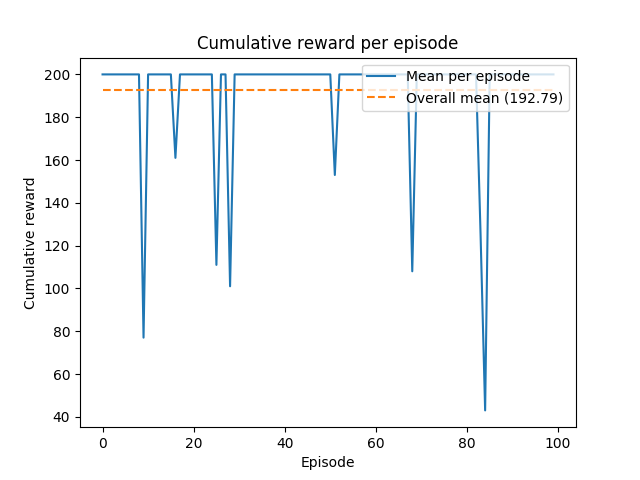 Cumulative reward per episode
Mean per episode
Overall mean (192.79)
200
180
160
140
120
100
80
60
40
Cumulative reward
0 20 40 60 80 100
Episode